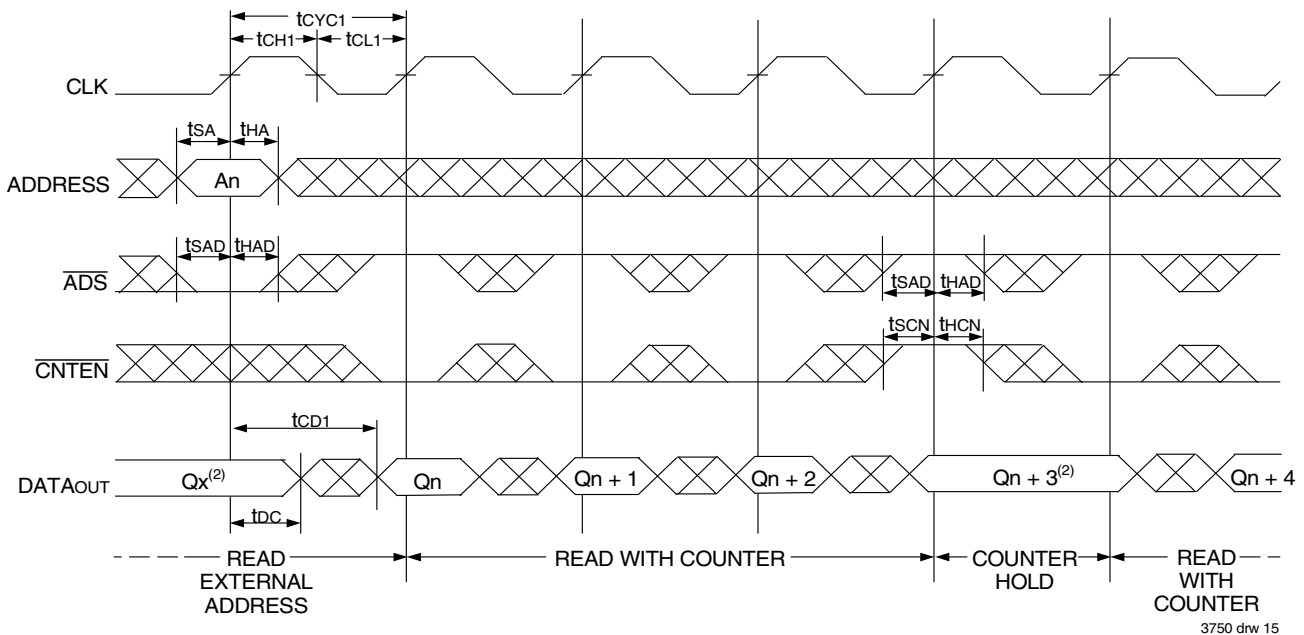 tCYC1
tCH1 tCL1
CLK
tSA tHA
ADDRESS An
tSAD tHAD
ADS
tSAD tHAD
tSCN tHCN
CNTEN
tCD1
DATAOUT Qx(2) Qn Qn + 1 Qn + 2 Qn + 3(2) Qn + 4
tDC
READ EXTERNAL ADDRESS
READ WITH COUNTER
COUNTER HOLD
READ WITH COUNTER
3750 drw 15